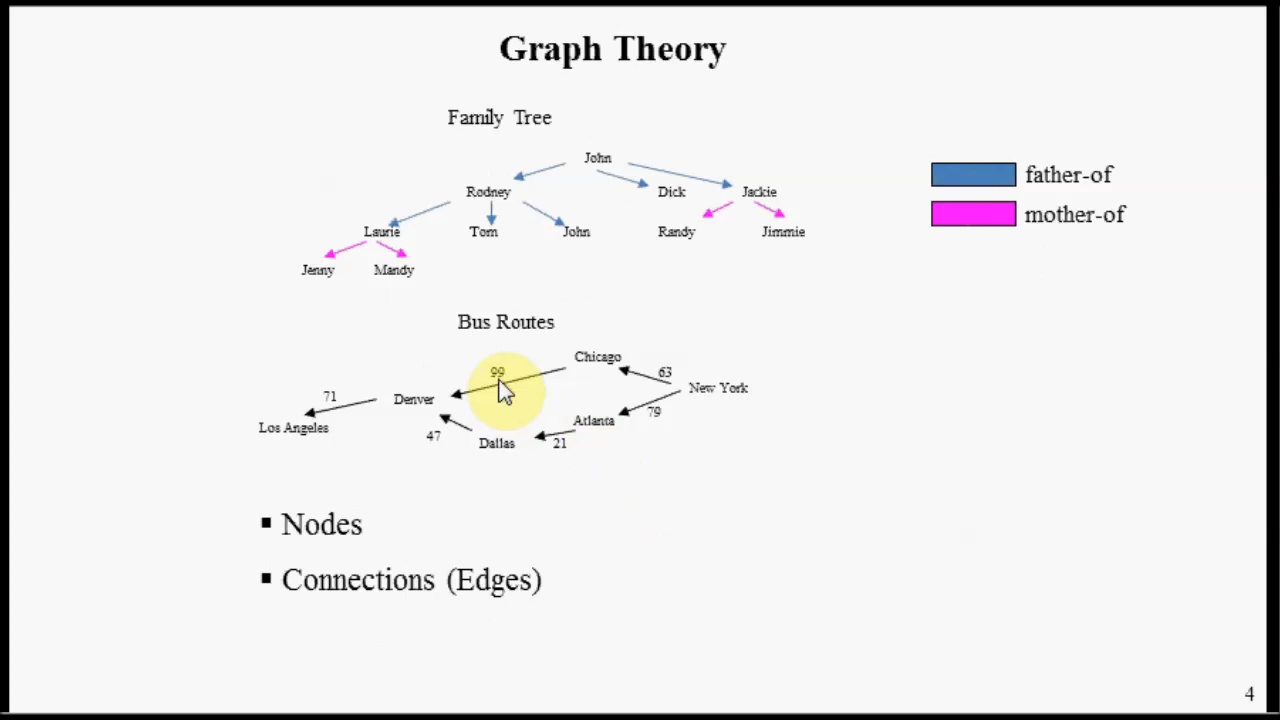 Graph Theory
Family Tree
John
father-of
Rodney Dick Jackie
mother-of
Laurie Tom John Randy Jimmie
Jenny Mandy
Bus Routes
Chicago
99 63
New York
71 Denver
79
Los Angeles Atlanta
47 Dallas 21
▪ Nodes
▪ Connections (Edges)
4